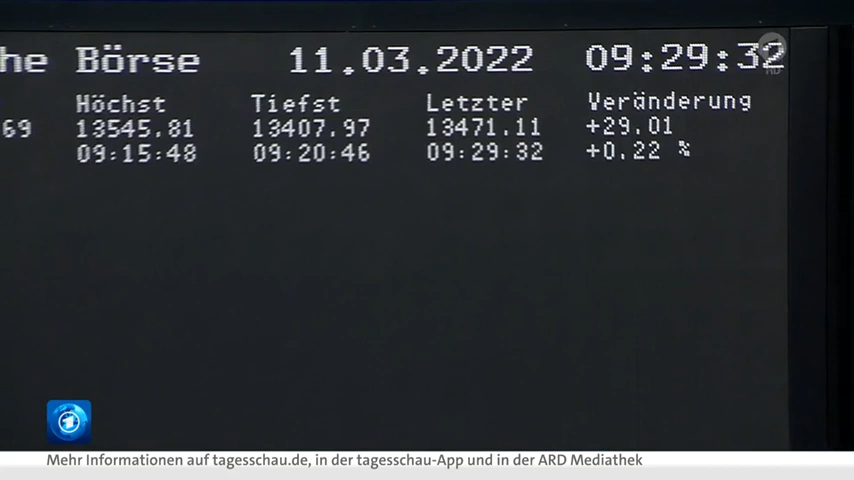 he Börse 11.03.2022 09:29:32
HD
Höchst Tiefst Letzter Veränderung
69 13545.81 13407.97 13471.11 +29.01
09:15:48 09:20:46 09:29:32 +0.22 %
Mehr Informationen auf tagesschau.de, in der tagesschau-App und in der ARD Mediathek